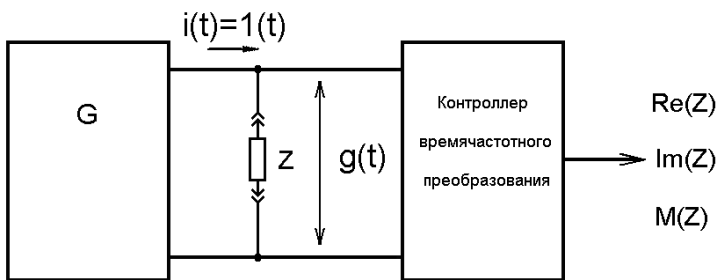 i(t)=1(t)
G
z
g(t)
Контроллер
времячастотного
преобразования
Re(Z)
Im(Z)
M(Z)